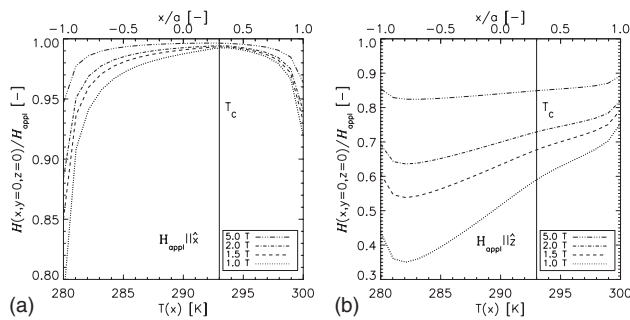 x/a [-]
-1.0 -0.5 0.0 0.5 1.0
1.00
0.95
0.90
0.85
0.80
H(x,y=0,z=0)/H_appl [-]
T_c
H_appl||x̂
5.0 T
2.0 T
1.5 T
1.0 T
280 285 290 295 300
T(x) [K]
(a)
x/a [-]
-1.0 -0.5 0.0 0.5 1.0
1.0
0.9
0.8
0.7
0.6
0.5
0.4
0.3
H(x,y=0,z=0)/H_appl [-]
T_c
H_appl||ẑ
5.0 T
2.0 T
1.5 T
1.0 T
280 285 290 295 300
T(x) [K]
(b)